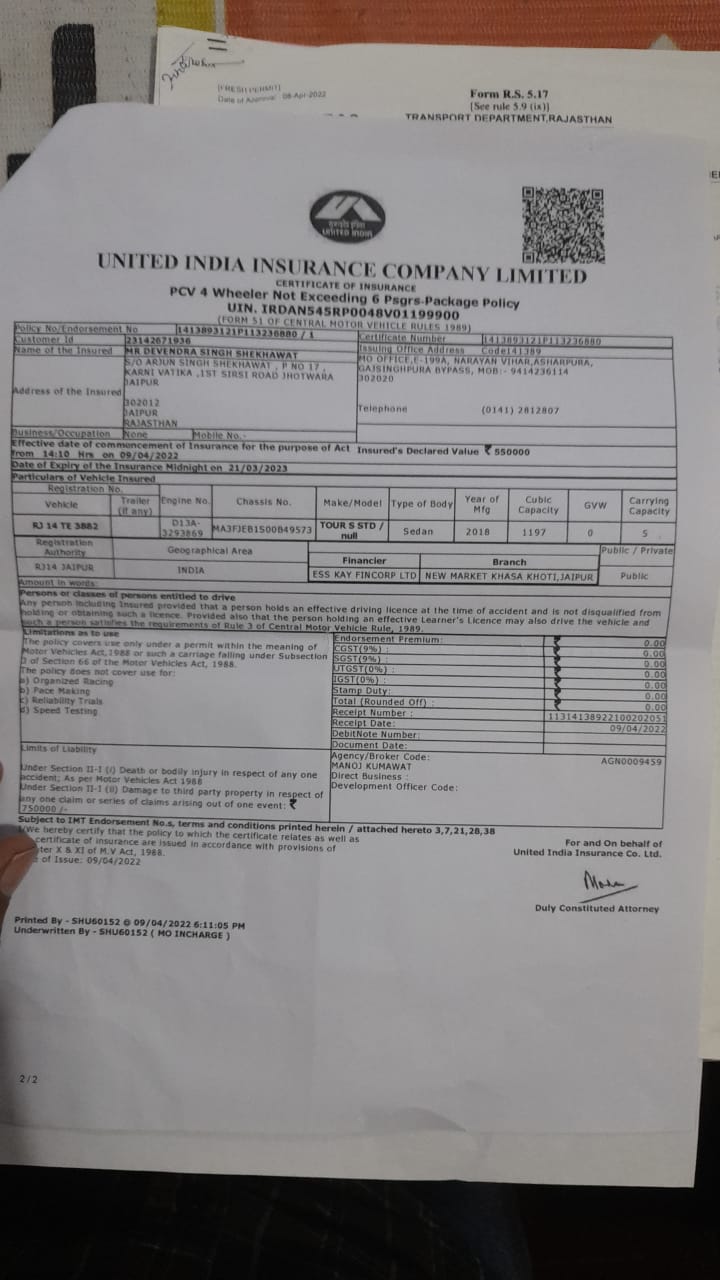 (FRESH PERMIT)
Date of Approval: 08-Apr-2022
Form R.S. 5.17
[See rule 5.9 (ix)]
TRANSPORT DEPARTMENT,RAJASTHAN
यूनाइटेड इण्डिया
UNITED INDIA
UNITED INDIA INSURANCE COMPANY LIMITED
CERTIFICATE OF INSURANCE
PCV 4 Wheeler Not Exceeding 6 Psgrs-Package Policy
UIN. IRDAN545RP0048V01199900
(FORM 51 OF CENTRAL MOTOR VEHICLE RULES 1989)
Policy No/Endorsement No 1413893121P113236880 / 1 Certificate Number 1413893121P113236880
Customer Id 23142671936 Issuing Office Address Code141389
Name of the Insured MR DEVENDRA SINGH SHEKHAWAT MO OFFICE,E-199A, NARAYAN VIHAR,ASHARPURA,
GAJSINGHPURA BYPASS, MOB:- 9414236114
302020
Address of the Insured S/O ARJUN SINGH SHEKHAWAT , P NO 17 ,
KARNI VATIKA ,1ST SIRSI ROAD JHOTWARA
JAIPUR
302012
JAIPUR
RAJASTHAN
Telephone (0141) 2812807
Business/Occupation None Mobile No.-
Effective date of commencement of Insurance for the purpose of Act Insured's Declared Value ₹ 550000
from 14:10 Hrs on 09/04/2022
Date of Expiry of the Insurance Midnight on 21/03/2023
Particulars of Vehicle Insured
Registration No.
Vehicle Trailer (if any) Engine No. Chassis No. Make/Model Type of Body Year of Mfg Cubic Capacity GVW Carrying Capacity
RJ 14 TE 3882 D13A-3293869 MA3FJEB1S00B49573 TOUR S STD / null Sedan 2018 1197 0 5
Registration Authority Geographical Area Financier Branch Public / Private
RJ14 JAIPUR INDIA ESS KAY FINCORP LTD NEW MARKET KHASA KHOTI,JAIPUR Public
Amount in words:
Persons or classes of persons entitled to drive
Any person including Insured provided that a person holds an effective driving licence at the time of accident and is not disqualified from
holding or obtaining such a licence. Provided also that the person holding an effective Learner's Licence may also drive the vehicle and
such a person satisfies the requirements of Rule 3 of Central Motor Vehicle Rule, 1989.
Limitations as to use
The policy covers use only under a permit within the meaning of
Motor Vehicles Act,1988 or such a carriage falling under Subsection
3 of Section 66 of the Motor Vehicles Act, 1988.
The policy does not cover use for:
a) Organized Racing
b) Pace Making
c) Reliability Trials
d) Speed Testing
Endorsement Premium: ₹ 0.00
CGST(9%) : ₹ 0.00
SGST(9%) : ₹ 0.00
UTGST(0%) : ₹ 0.00
IGST(0%) : ₹ 0.00
Stamp Duty: ₹ 0.00
Total (Rounded Off) : ₹ 0.00
Receipt Number : 11314138922100202051
Receipt Date: 09/04/2022
DebitNote Number:
Document Date:
Agency/Broker Code: AGN0009459
MANOJ KUMAWAT
Direct Business :
Development Officer Code:
Limits of Liability
Under Section II-1 (i) Death or bodily injury in respect of any one
accident; As per Motor Vehicles Act 1988
Under Section II-1 (ii) Damage to third party property in respect of
any one claim or series of claims arising out of one event: ₹
750000 /-
Subject to IMT Endorsement No.s, terms and conditions printed herein / attached hereto 3,7,21,28,38
I/We hereby certify that the policy to which the certificate relates as well as
certificate of insurance are issued in accordance with provisions of
ter X & XI of M.V Act, 1988.
of Issue: 09/04/2022
For and On behalf of
United India Insurance Co. Ltd.
Duly Constituted Attorney
Printed By - SHU60152 @ 09/04/2022 6:11:05 PM
Underwritten By - SHU60152 ( MO INCHARGE )
2/2